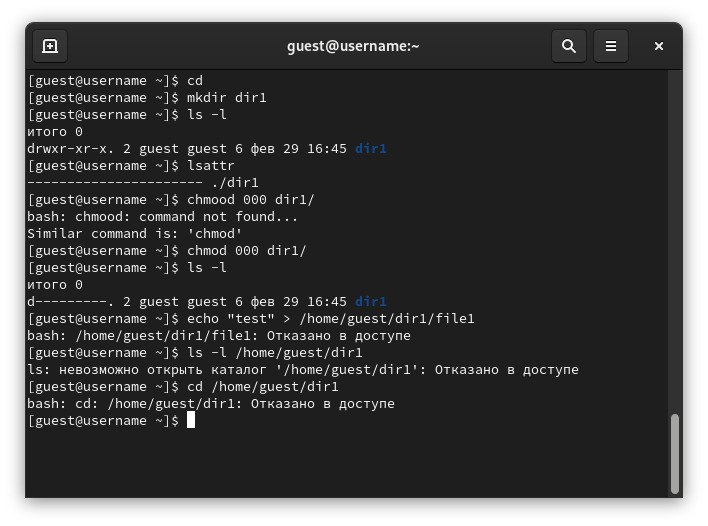 guest@username:~
[guest@username ~]$ cd
[guest@username ~]$ mkdir dir1
[guest@username ~]$ ls -l
итого 0
drwxr-xr-x. 2 guest guest 6 фев 29 16:45 dir1
[guest@username ~]$ lsattr
---------------------- ./dir1
[guest@username ~]$ chmood 000 dir1/
bash: chmood: command not found...
Similar command is: 'chmod'
[guest@username ~]$ chmod 000 dir1/
[guest@username ~]$ ls -l
итого 0
d---------. 2 guest guest 6 фев 29 16:45 dir1
[guest@username ~]$ echo "test" > /home/guest/dir1/file1
bash: /home/guest/dir1/file1: Отказано в доступе
[guest@username ~]$ ls -l /home/guest/dir1
ls: невозможно открыть каталог '/home/guest/dir1': Отказано в доступе
[guest@username ~]$ cd /home/guest/dir1
bash: cd: /home/guest/dir1: Отказано в доступе
[guest@username ~]$